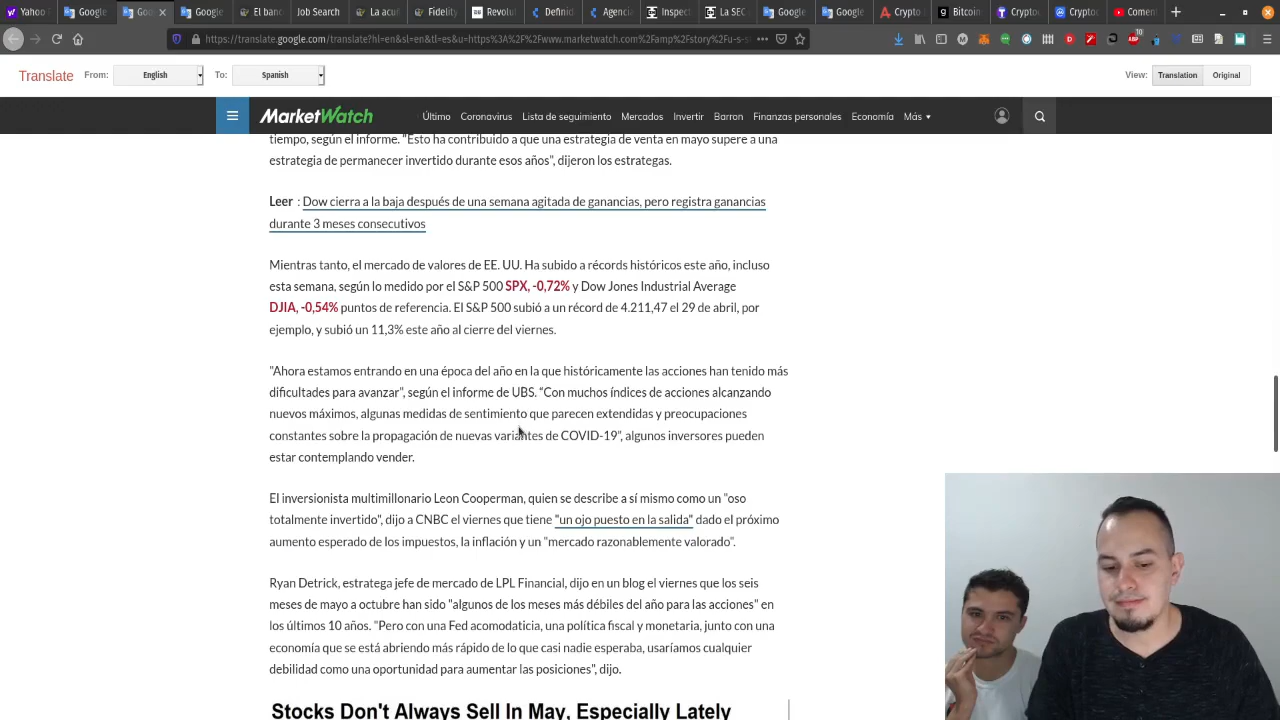 Yahoo F
Google
Goo
Google
El banc
Job Search
La acu
Fidelity
Revolut
Definici
Agencia
Inspect
La SEC
Google
Google
Crypto
Bitcoin
Crypto
Crypto
Coment
https://translate.google.com/translate?hl=en&sl=en&tl=es&u=https%3A%2F%2Fwww.marketwatch.com%2Famp%2Fstory%2Fu-s-s
Translate From: English To: Spanish View: Translation Original
MarketWatch Último Coronavirus Lista de seguimiento Mercados Invertir Barron Finanzas personales Economía Más
tiempo, según el informe. "Esto ha contribuido a que una estrategia de venta en mayo supere a una
estrategia de permanecer invertido durante esos años", dijeron los estrategas.
Leer : Dow cierra a la baja después de una semana agitada de ganancias, pero registra ganancias
durante 3 meses consecutivos
Mientras tanto, el mercado de valores de EE. UU. Ha subido a récords históricos este año, incluso
esta semana, según lo medido por el S&P 500 SPX, -0,72% y Dow Jones Industrial Average
DJIA, -0,54% puntos de referencia. El S&P 500 subió a un récord de 4.211,47 el 29 de abril, por
ejemplo, y subió un 11,3% este año al cierre del viernes.
"Ahora estamos entrando en una época del año en la que históricamente las acciones han tenido más
dificultades para avanzar", según el informe de UBS. “Con muchos índices de acciones alcanzando
nuevos máximos, algunas medidas de sentimiento que parecen extendidas y preocupaciones
constantes sobre la propagación de nuevas variantes de COVID-19”, algunos inversores pueden
estar contemplando vender.
El inversionista multimillonario Leon Cooperman, quien se describe a sí mismo como un "oso
totalmente invertido", dijo a CNBC el viernes que tiene "un ojo puesto en la salida" dado el próximo
aumento esperado de los impuestos, la inflación y un "mercado razonablemente valorado".
Ryan Detrick, estratega jefe de mercado de LPL Financial, dijo en un blog el viernes que los seis
meses de mayo a octubre han sido "algunos de los meses más débiles del año para las acciones" en
los últimos 10 años. "Pero con una Fed acomodaticia, una política fiscal y monetaria, junto con una
economía que se está abriendo más rápido de lo que casi nadie esperaba, usaríamos cualquier
debilidad como una oportunidad para aumentar las posiciones", dijo.
Stocks Don't Always Sell In May, Especially Lately